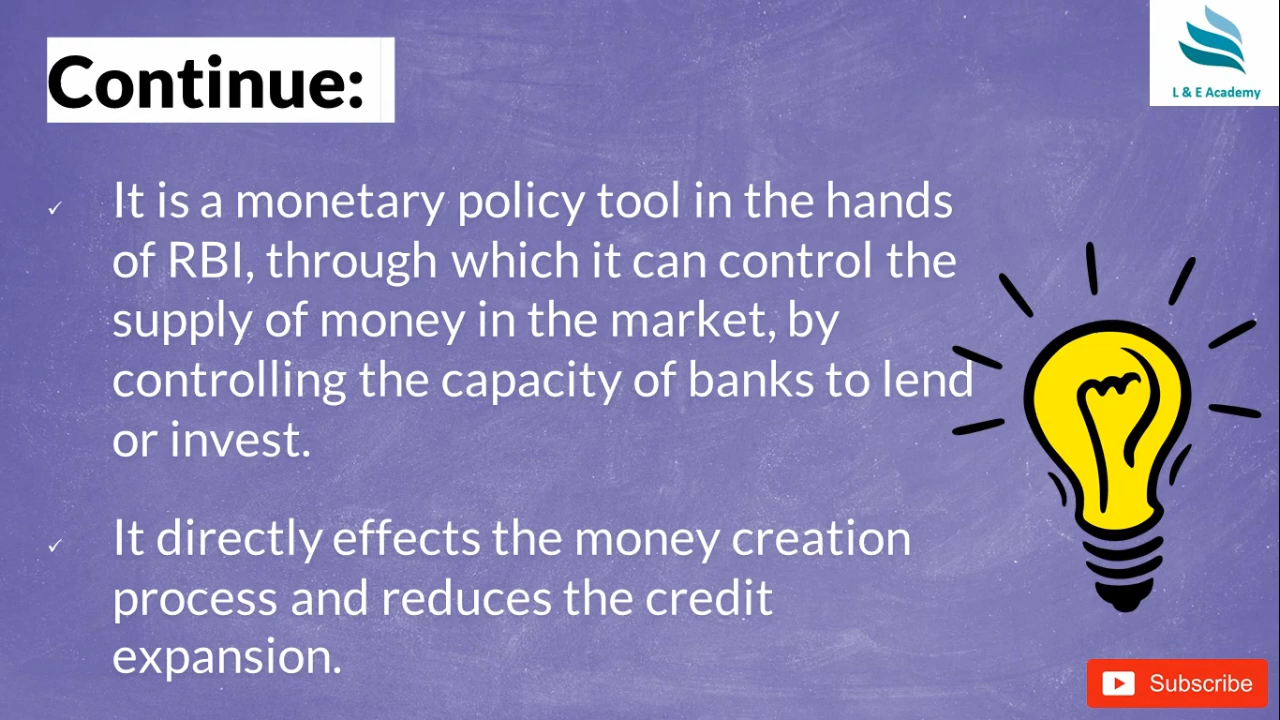 Continue:
L & E Academy
✓ It is a monetary policy tool in the hands
of RBI, through which it can control the
supply of money in the market, by
controlling the capacity of banks to lend
or invest.
✓ It directly effects the money creation
process and reduces the credit
expansion.
Subscribe